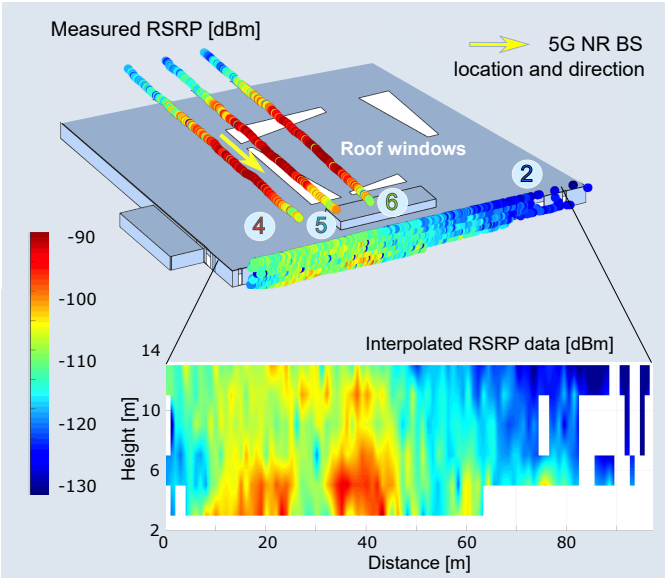 Measured RSRP [dBm]
5G NR BS
location and direction
Roof windows
2
6
5
4
-90
-100
-110
-120
-130
Interpolated RSRP data [dBm]
14
10
6
2
Height [m]
0
20
40
60
80
Distance [m]